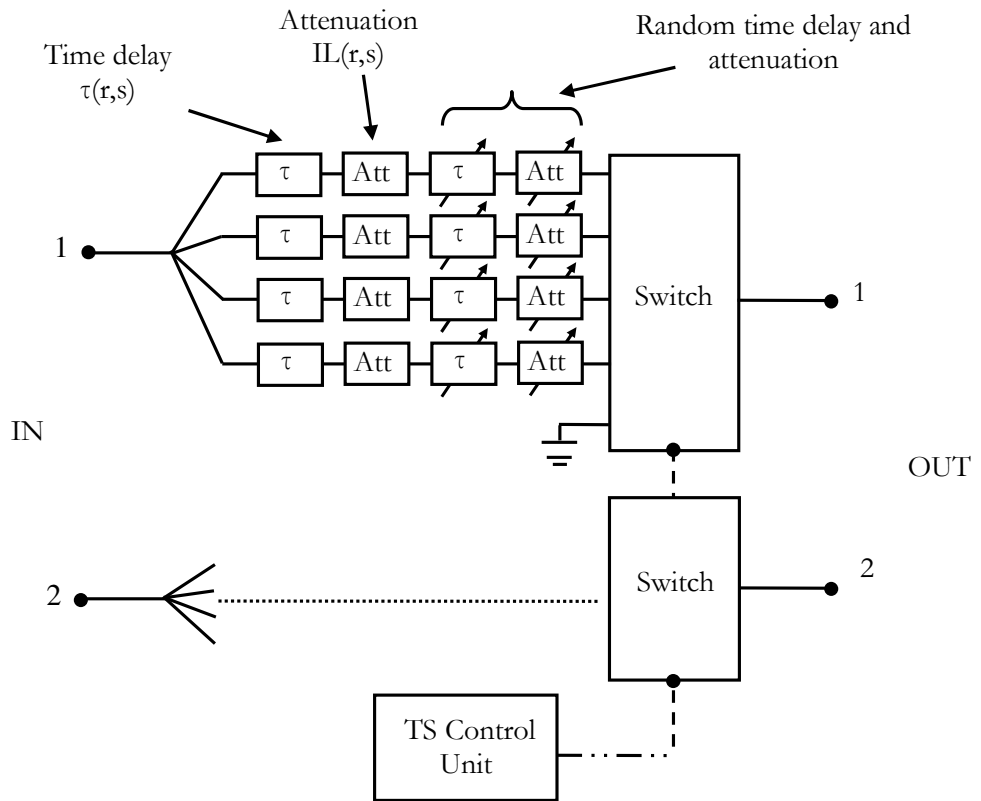 Attenuation
IL(r,s)
Random time delay and
attenuation
Time delay
τ(r,s)
τ Att τ Att
τ Att τ Att
τ Att τ Att
τ Att τ Att
1
Switch
1
IN
OUT
2
Switch
2
TS Control
Unit